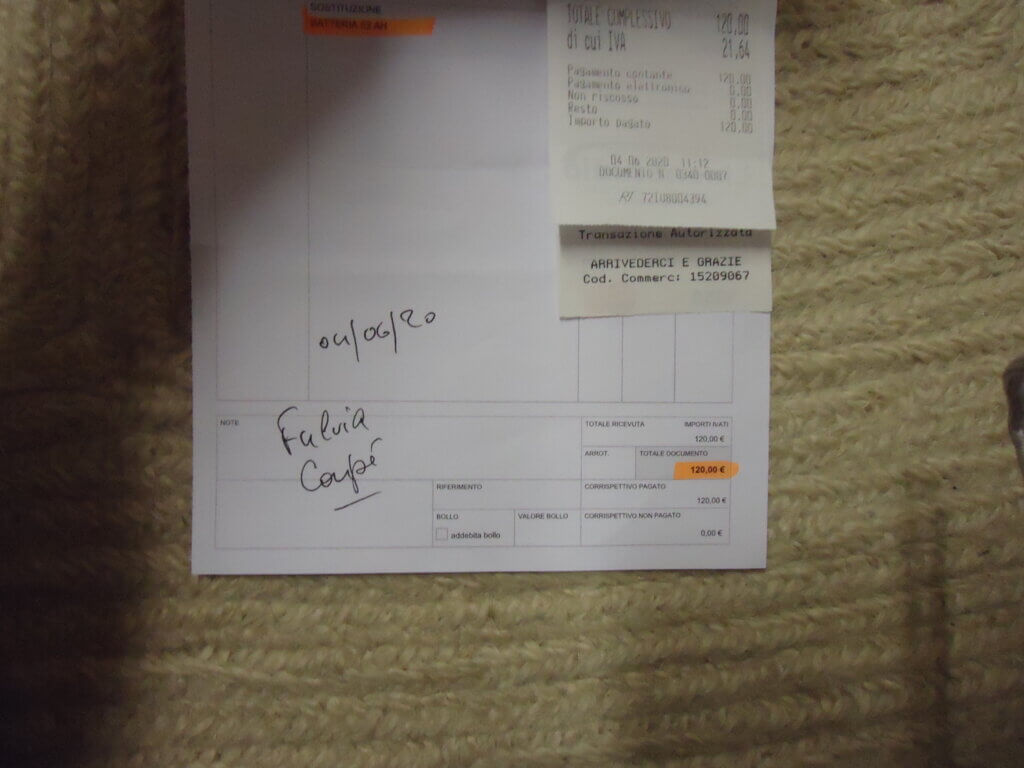 SOSTITUZIONE
BATTERIA 63 AH
TOTALE COMPLESSIVO 120,00
di cui IVA 21,64
Pagamento contante 120.00
Pagamento elettronico 0.00
Non riscosso 0.00
Resto 0.00
Importo pagato 120.00
04-06-2020 11:12
DOCUMENTO N. 0340-0007
RT 72IU8004394
Transazione Autorizzata
ARRIVEDERCI E GRAZIE
Cod. Commerc: 15209067
04/06/20
NOTE
Fulvia
Coupé
TOTALE RICEVUTA IMPORTI IVATI
120,00 €
ARROT. TOTALE DOCUMENTO
120,00 €
RIFERIMENTO
CORRISPETTIVO PAGATO
120,00 €
BOLLO VALORE BOLLO CORRISPETTIVO NON PAGATO
addebita bollo 0,00 €